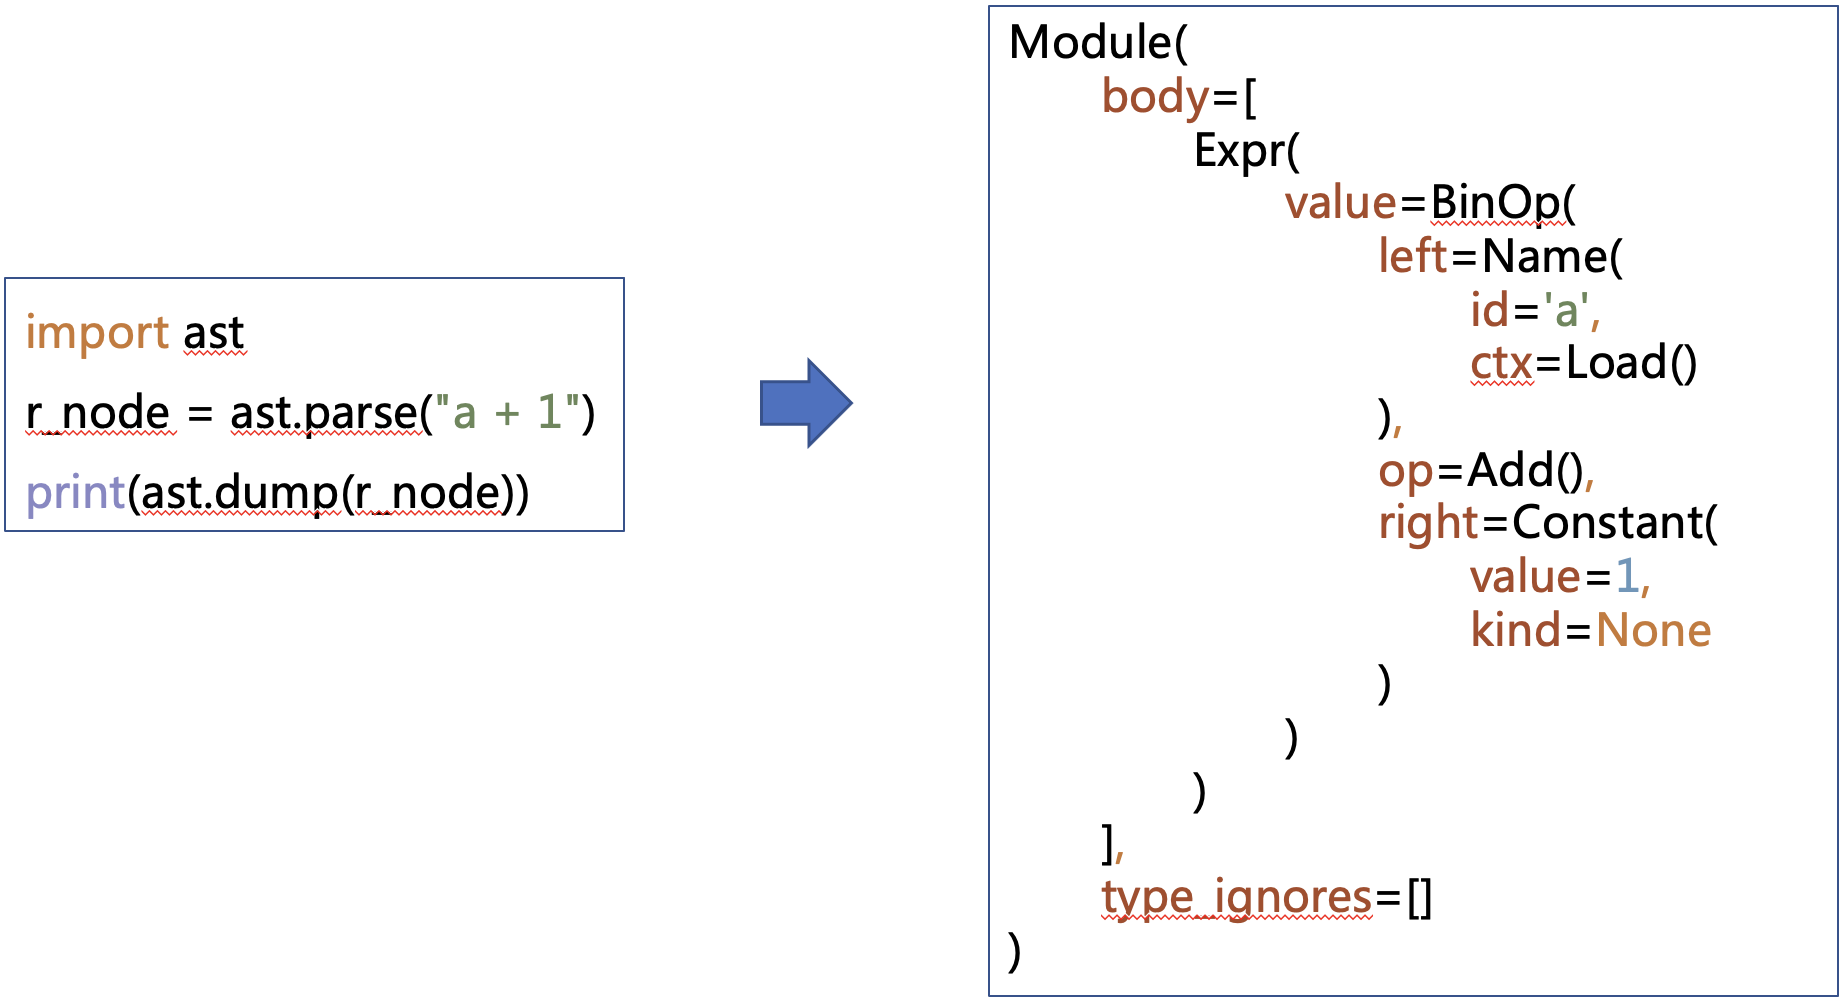 import ast
r_node = ast.parse("a + 1")
print(ast.dump(r_node))
Module(
body=[
Expr(
value=BinOp(
left=Name(
id='a',
ctx=Load()
),
op=Add(),
right=Constant(
value=1,
kind=None
)
)
)
],
type_ignores=[]
)